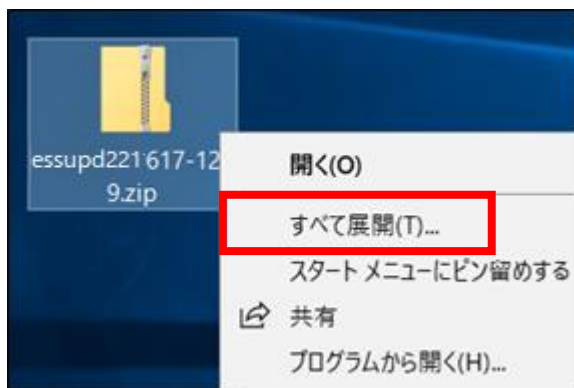 essupd221617-12
9.zip
開く(O)
すべて展開(T)...
スタート メニューにピン留めする
共有
プログラムから開く(H)...